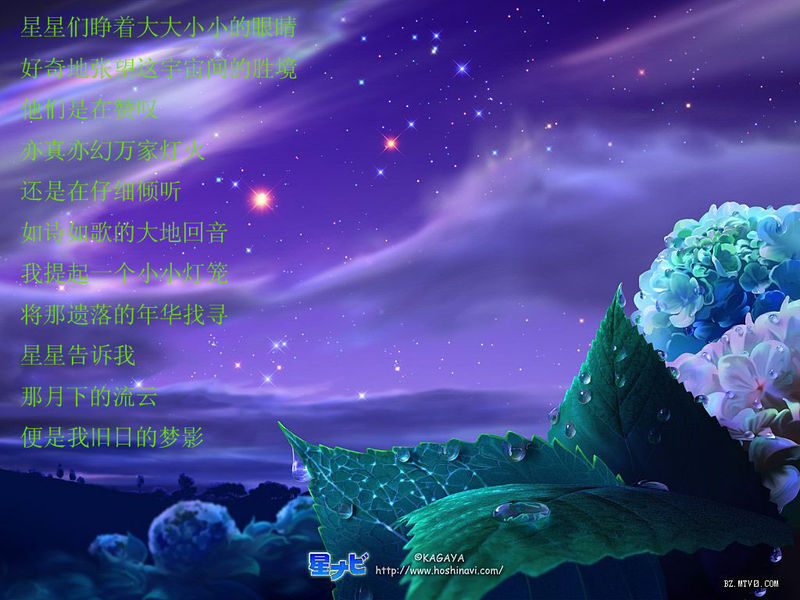 星星们睁着大大小小的眼睛
好奇地张望这宇宙间的胜境
他们是在赞叹
亦真亦幻万家灯火
还是在仔细倾听
如诗如歌的大地回音
我提起一个小小灯笼
将那遗落的年华找寻
星星告诉我
那月下的流云
便是我旧日的梦影
星ナビ
©KAGAYA
http://www.hoshinavi.com/